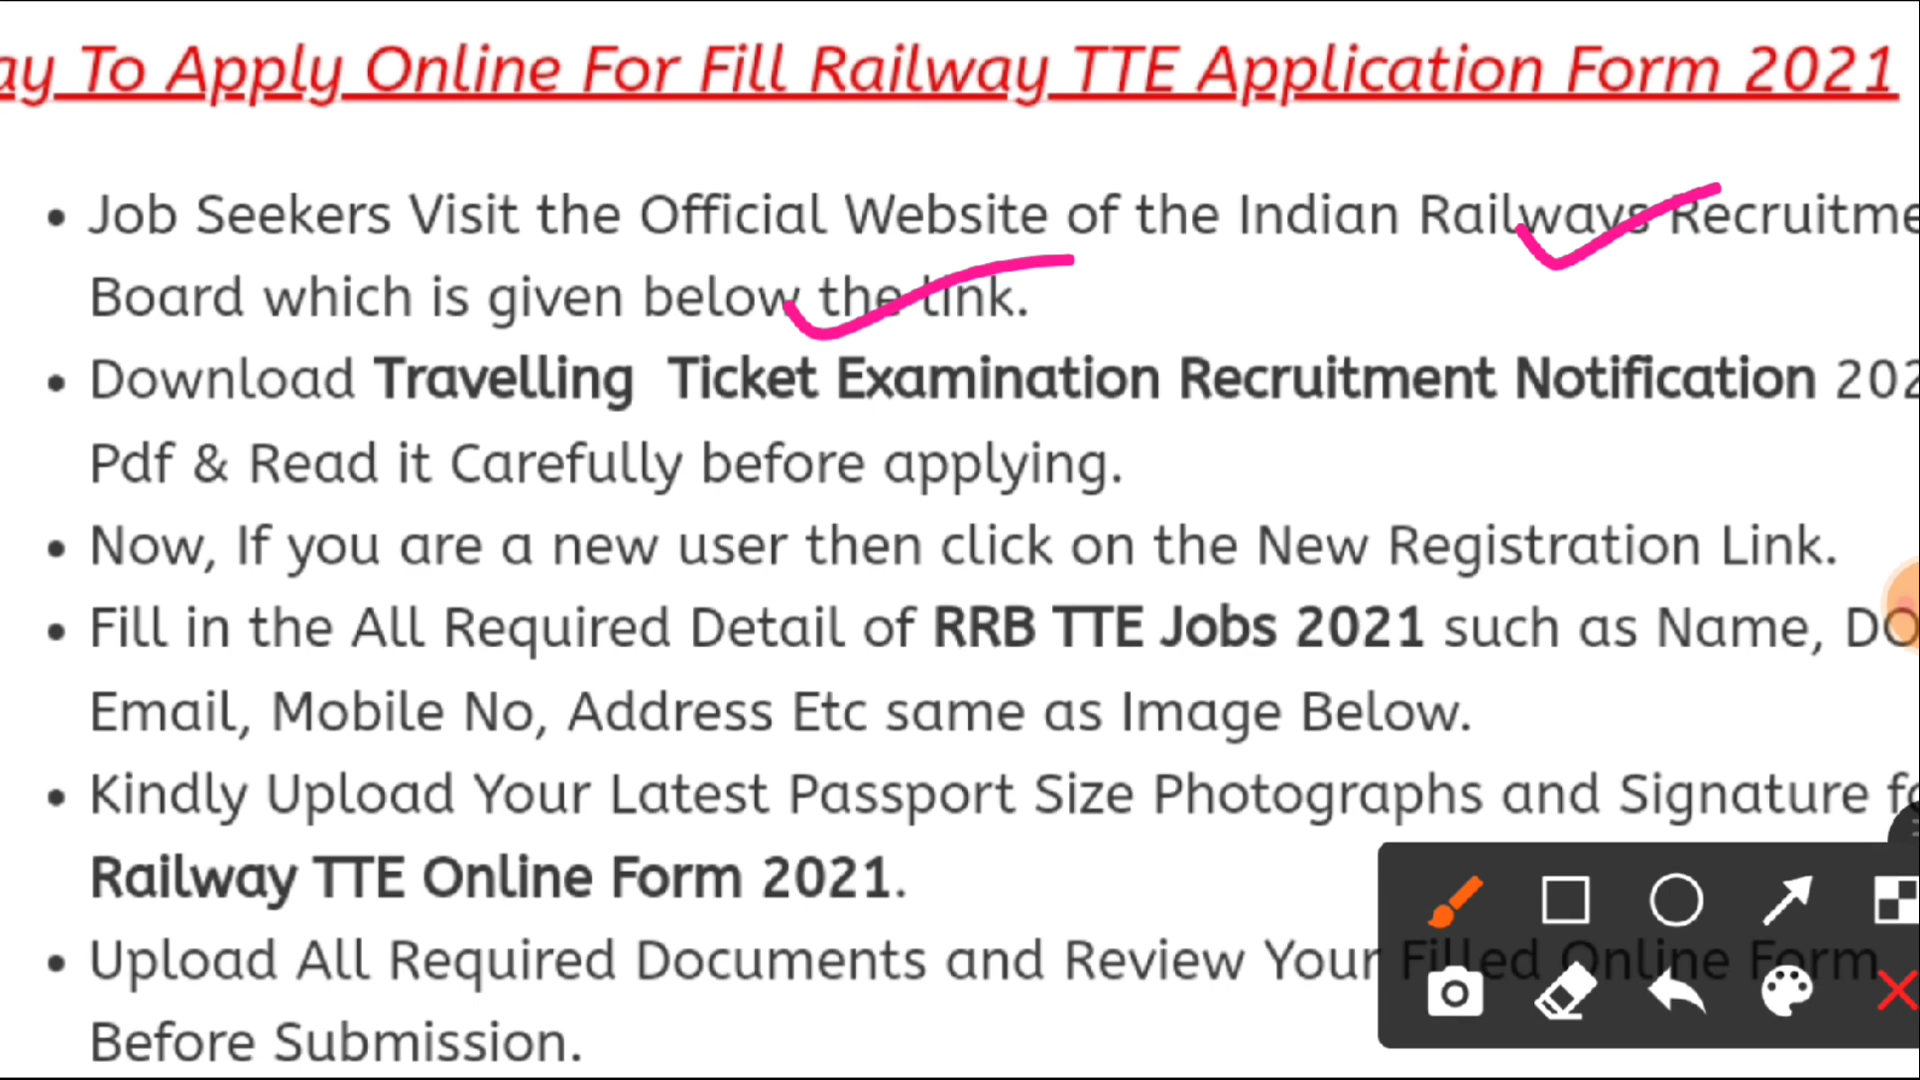 ay To Apply Online For Fill Railway TTE Application Form 2021
• Job Seekers Visit the Official Website of the Indian Railways Recruitme
Board which is given below the link.
• Download Travelling Ticket Examination Recruitment Notification 202
Pdf & Read it Carefully before applying.
• Now, If you are a new user then click on the New Registration Link.
• Fill in the All Required Detail of RRB TTE Jobs 2021 such as Name, DO
Email, Mobile No, Address Etc same as Image Below.
• Kindly Upload Your Latest Passport Size Photographs and Signature fo
Railway TTE Online Form 2021.
• Upload All Required Documents and Review Your Filled Online Form
Before Submission.